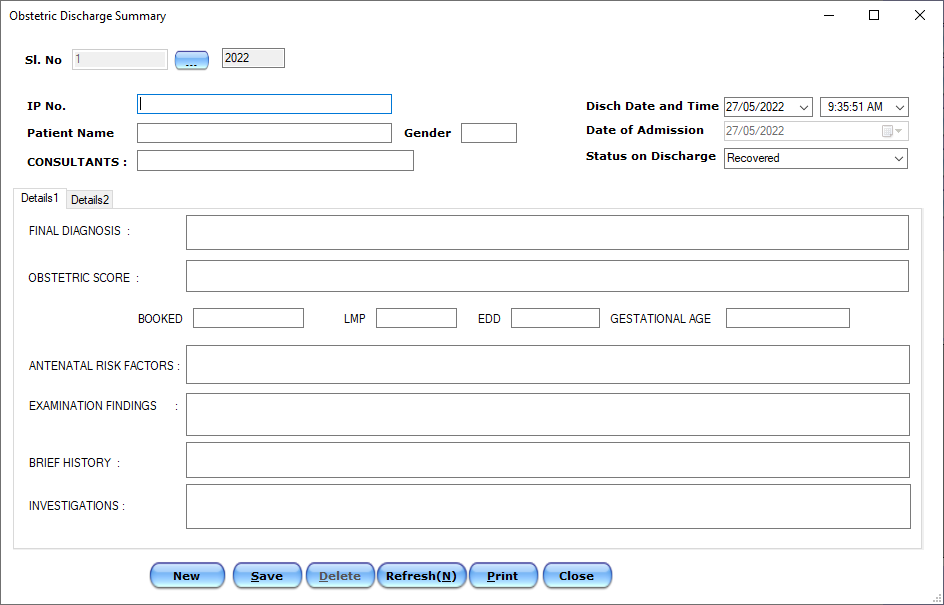 Obstetric Discharge Summary
Sl. No 1 ... 2022
IP No. Disch Date and Time 27/05/2022 9:35:51 AM
Patient Name Gender Date of Admission 27/05/2022
CONSULTANTS : Status on Discharge Recovered
Details1 Details2
FINAL DIAGNOSIS :
OBSTETRIC SCORE :
BOOKED LMP EDD GESTATIONAL AGE
ANTENATAL RISK FACTORS :
EXAMINATION FINDINGS :
BRIEF HISTORY :
INVESTIGATIONS :
New Save Delete Refresh(N) Print Close